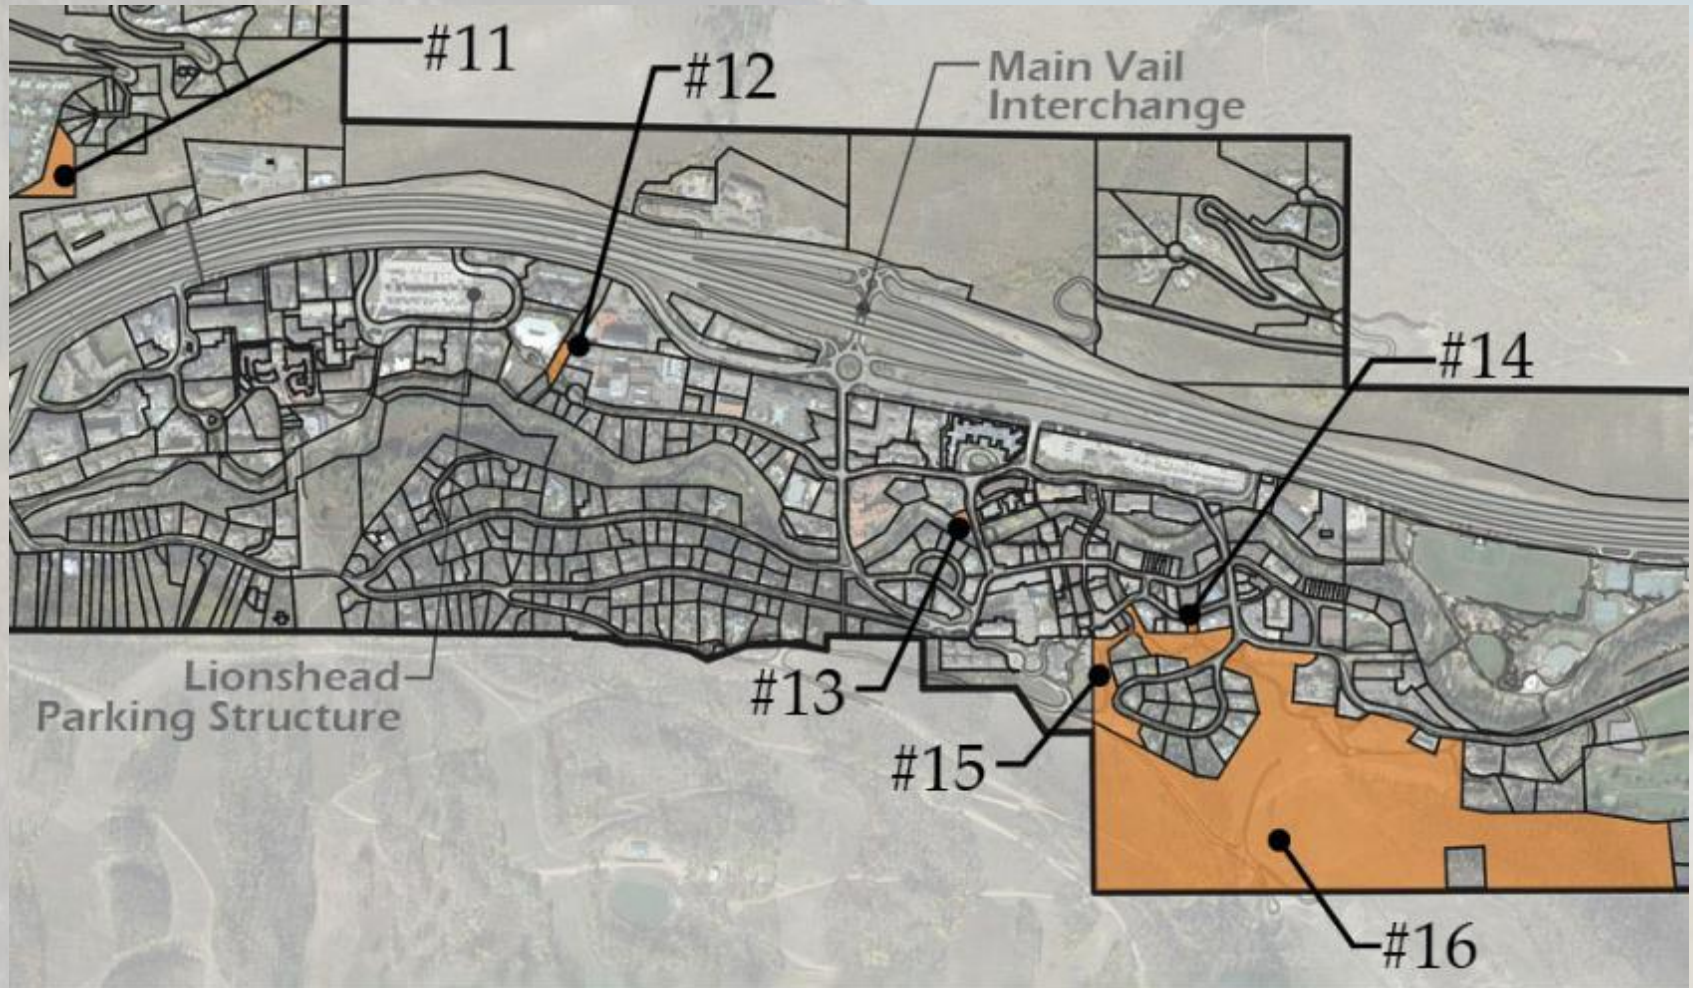 #11
#12
Main Vail
Interchange
#14
Lionshead
Parking Structure
#13
#15
#16